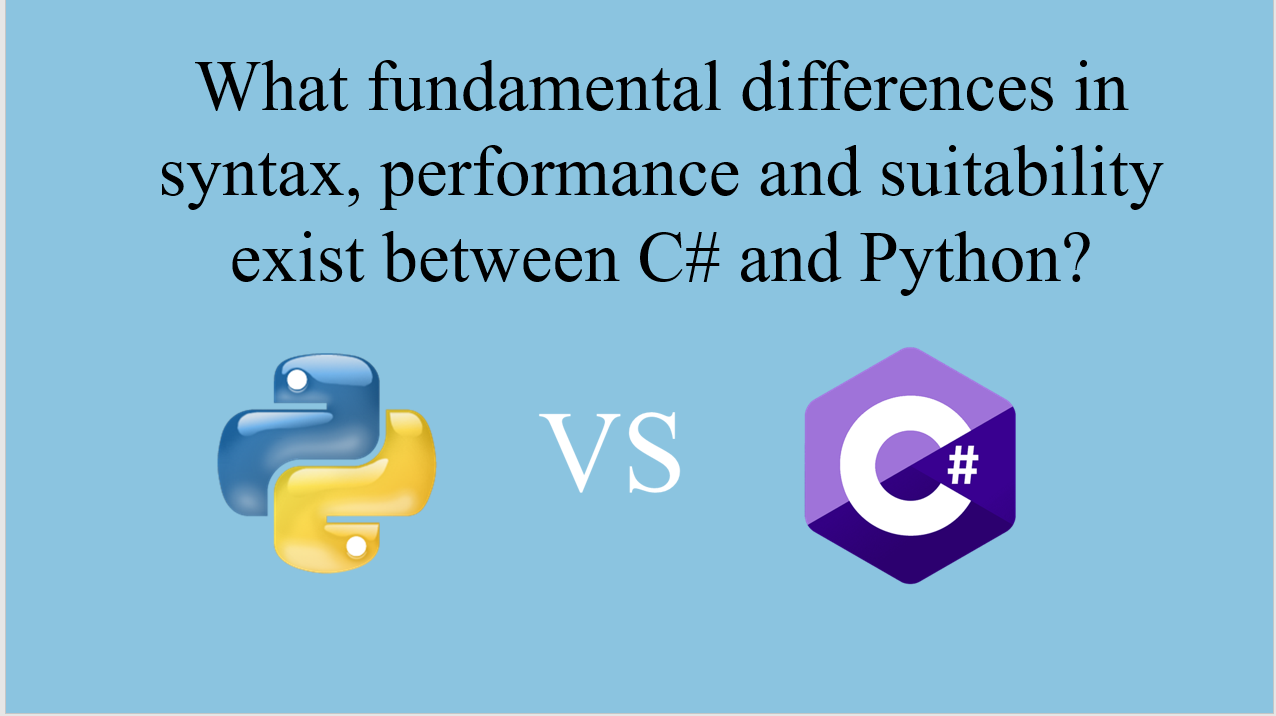 What fundamental differences in
syntax, performance and suitability
exist between C# and Python?
VS
C#